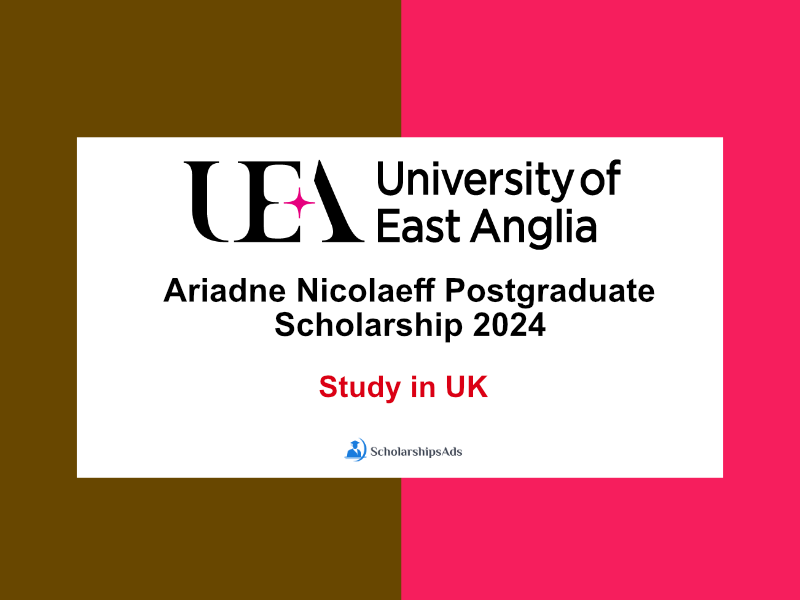 UEA University of
East Anglia
Ariadne Nicolaeff Postgraduate
Scholarship 2024
Study in UK
ScholarshipsAds